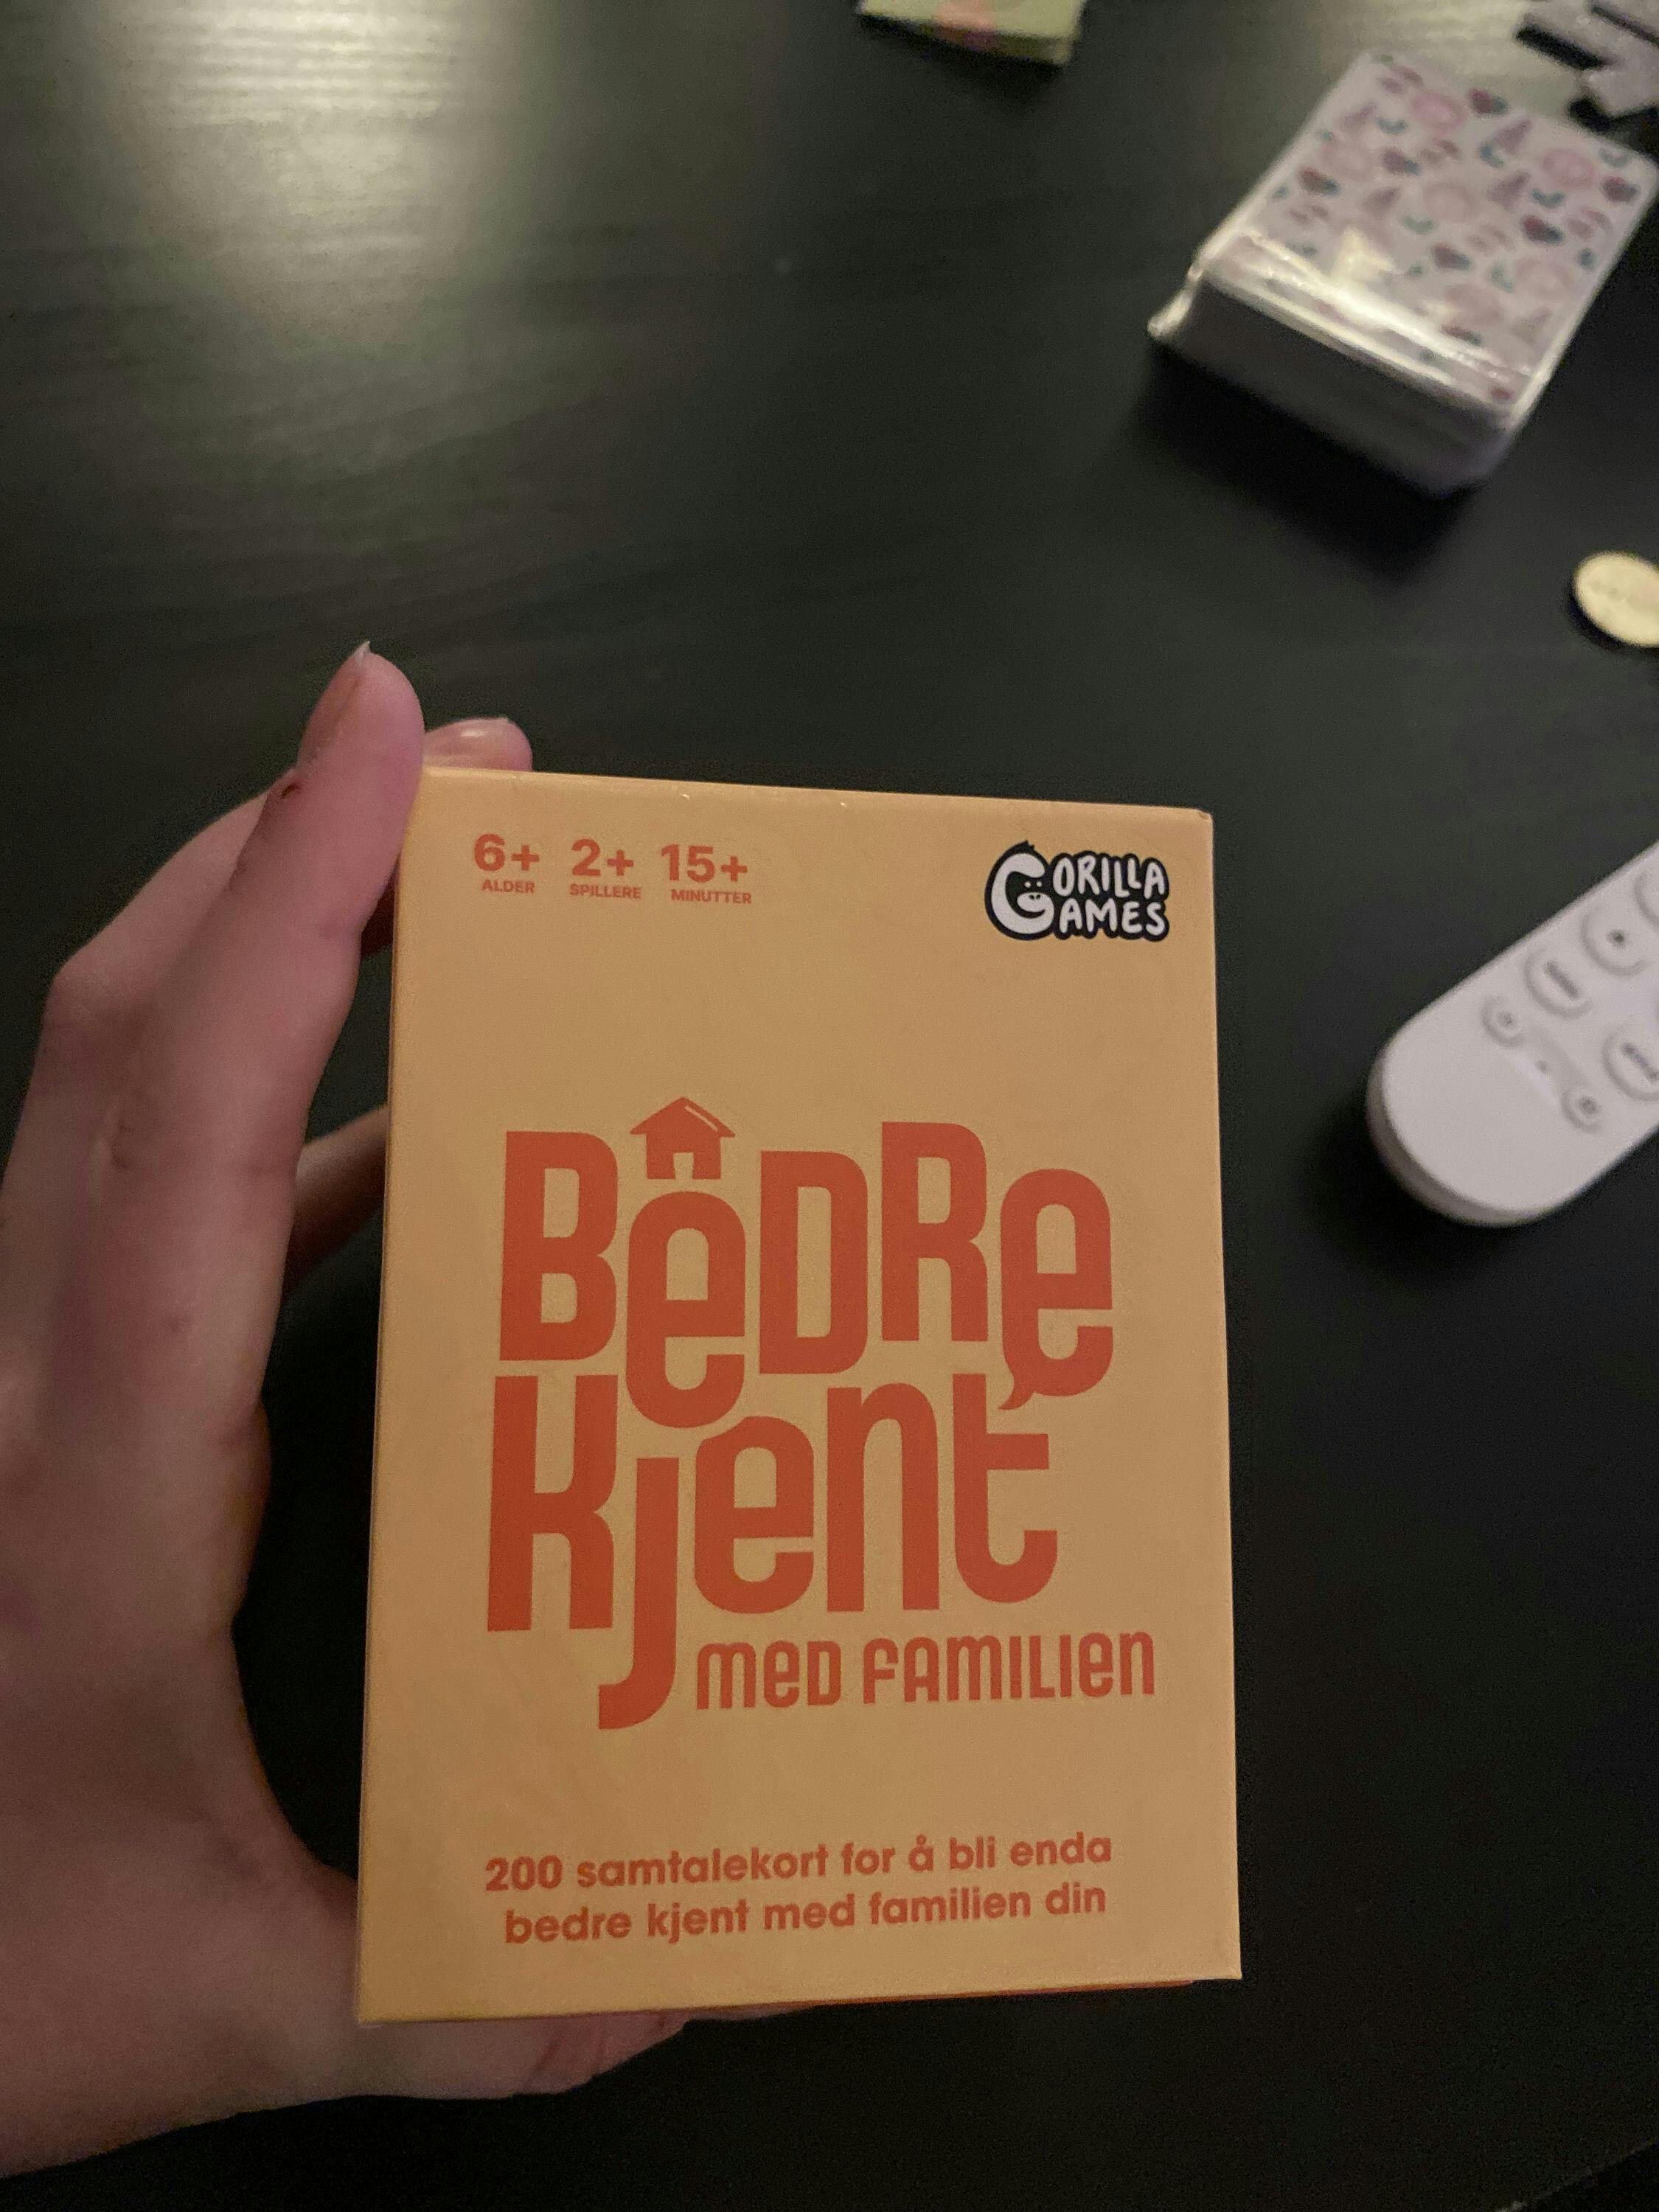 6+ 2+ 15+
ALDER SPILLERE MINUTTER
GORILLA
GAMES
BeDRe
Kjent
MeD FAMILIen
200 samtalekort for å bli enda
bedre kjent med familien din